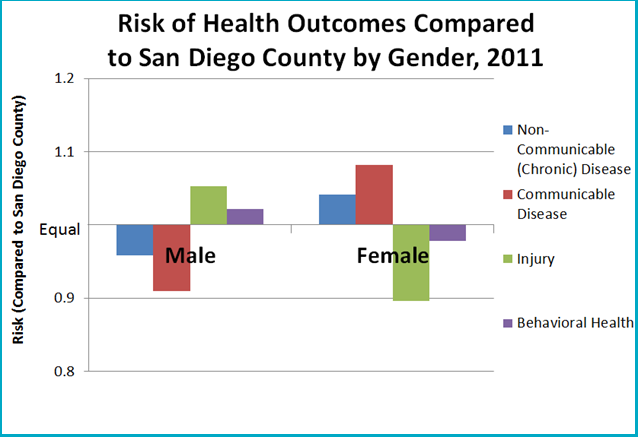 Risk of Health Outcomes Compared
to San Diego County by Gender, 2011
Risk (Compared to San Diego County)
1.2
1.1
Equal
0.9
0.8
Male
Female
Non-
Communicable
(Chronic) Disease
Communicable
Disease
Injury
Behavioral Health